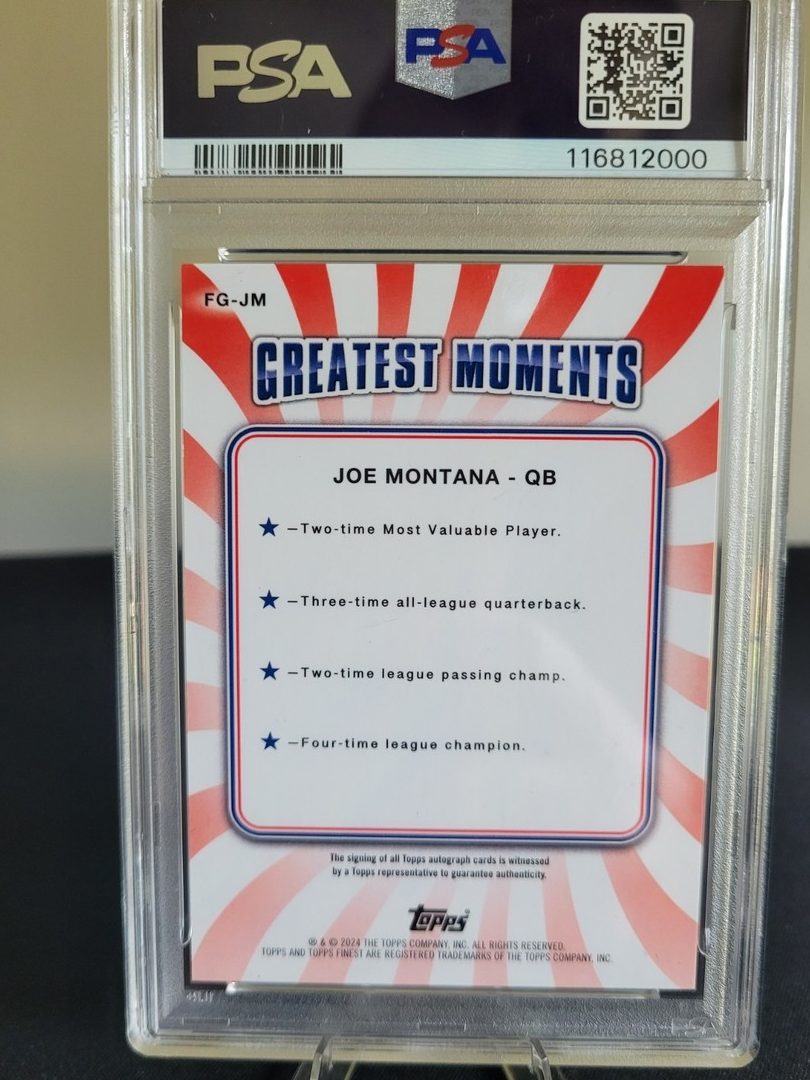 PSA
PSA
116812000
FG-JM
GREATEST MOMENTS
JOE MONTANA - QB
★ —Two-time Most Valuable Player.
★ —Three-time all-league quarterback.
★ —Two-time league passing champ.
★ —Four-time league champion.
The signing of all Topps autograph cards is witnessed
by a Topps representative to guarantee authenticity.
topps®
® & © 2024 THE TOPPS COMPANY, INC. ALL RIGHTS RESERVED.
TOPPS AND TOPPS FINEST ARE REGISTERED TRADEMARKS OF THE TOPPS COMPANY, INC.